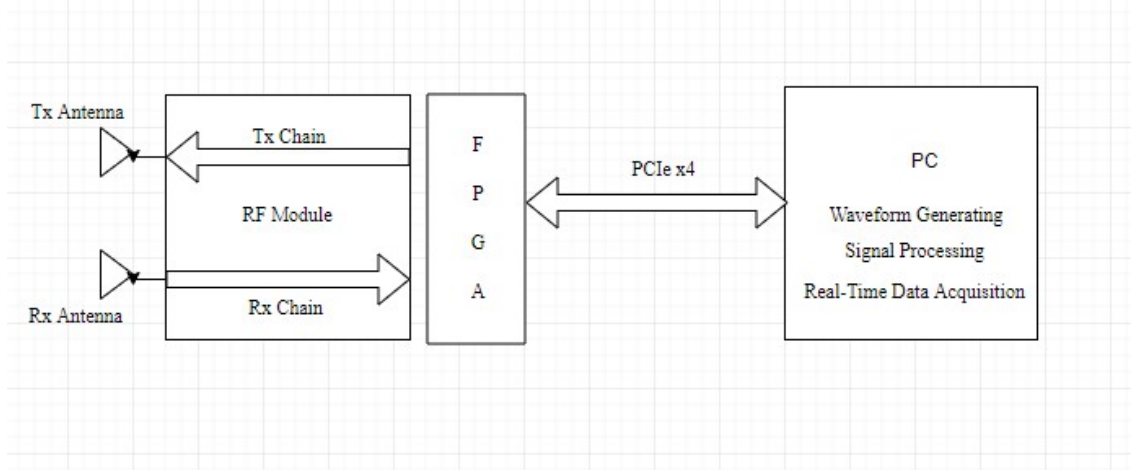 Tx Antenna
Tx Chain
RF Module
Rx Chain
Rx Antenna
F
P
G
A
PCIe x4
PC
Waveform Generating
Signal Processing
Real-Time Data Acquisition